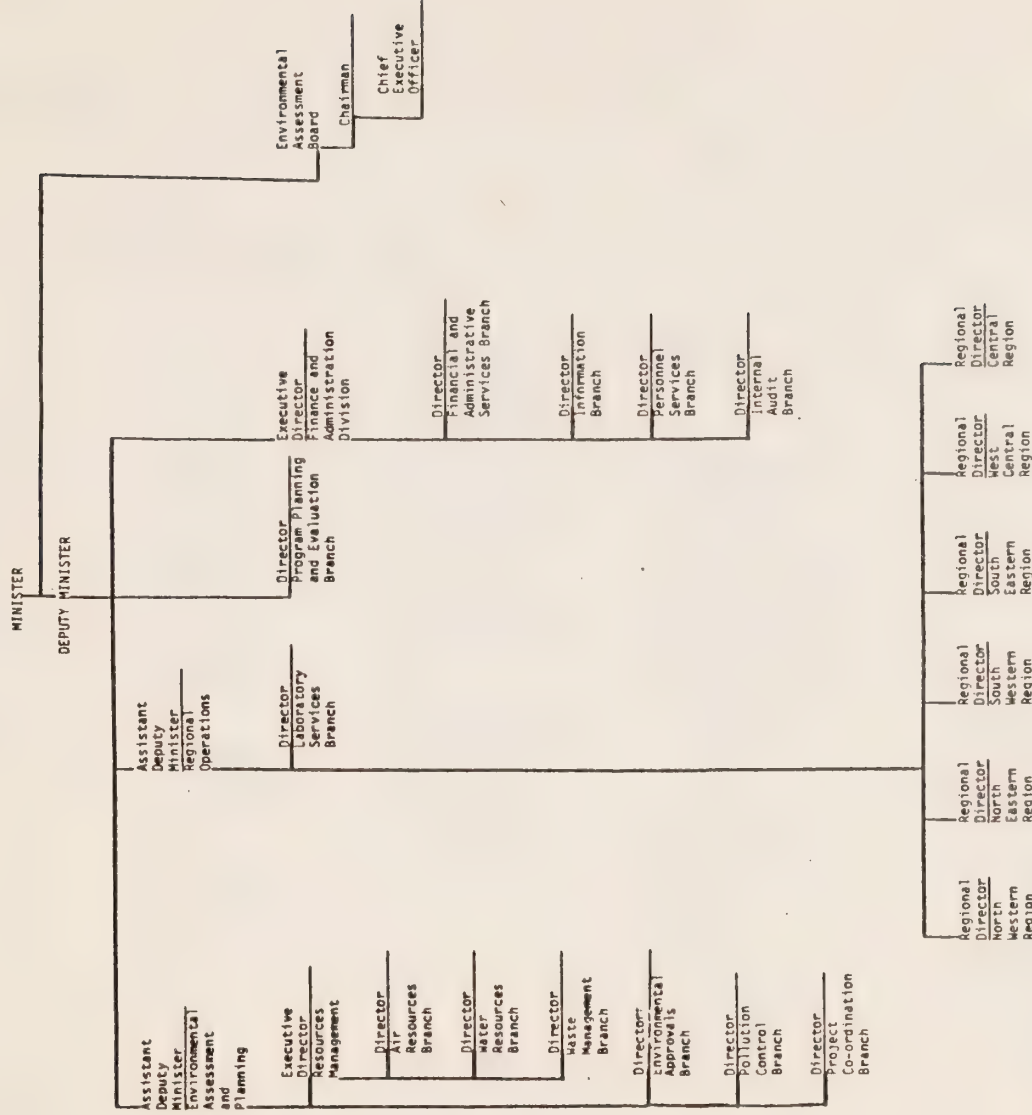 MINISTER
DEPUTY MINISTER
Environmental
Assessment
Board
Chairman
Chief
Executive
Officer
Assistant
Deputy
Minister
Environmental
Assessment
and
Planning
Executive
Director
Resources
Management
Director
Air
Resources
Branch
Director
Water
Resources
Branch
Director
Waste
Management
Branch
Director
Environmental
Approvals
Branch
Director
Pollution
Control
Branch
Director
Project
Co-ordination
Branch
Assistant
Deputy
Minister
Regional
Operations
Director
Laboratory
Services
Branch
Director
Program Planning
and Evaluation
Branch
Executive
Director
Finance and
Administration
Division
Director
Financial and
Administrative
Services Branch
Director
Information
Branch
Director
Personnel
Services
Branch
Director
Internal
Audit
Branch
Regional
Director
North
Western
Region
Regional
Director
North
Eastern
Region
Regional
Director
South
Western
Region
Regional
Director
South
Eastern
Region
Regional
Director
West
Central
Region
Regional
Director
Central
Region